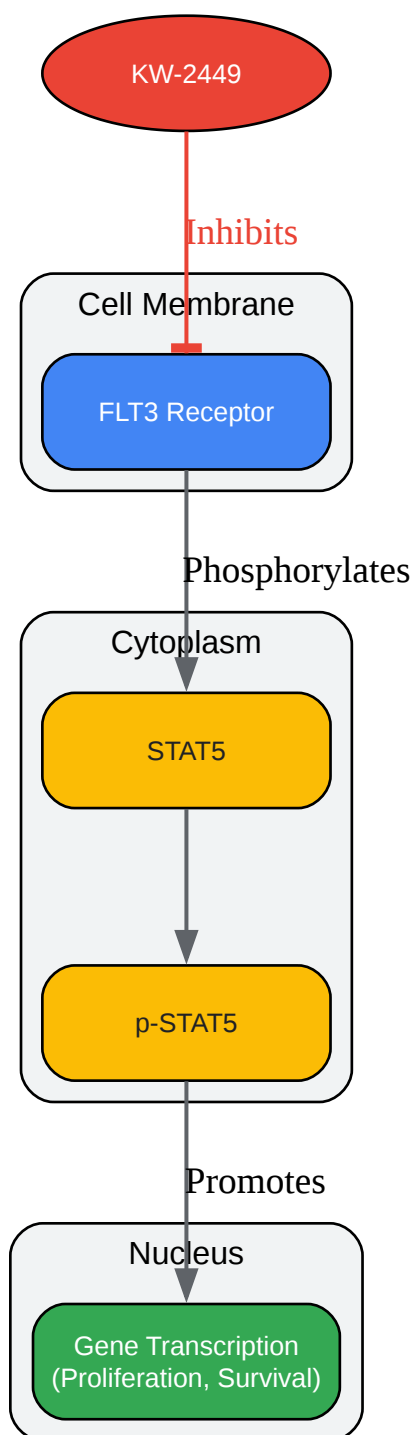 KW-2449
Inhibits
Cell Membrane
FLT3 Receptor
Phosphorylates
Cytoplasm
STAT5
p-STAT5
Promotes
Nucleus
Gene Transcription
(Proliferation, Survival)